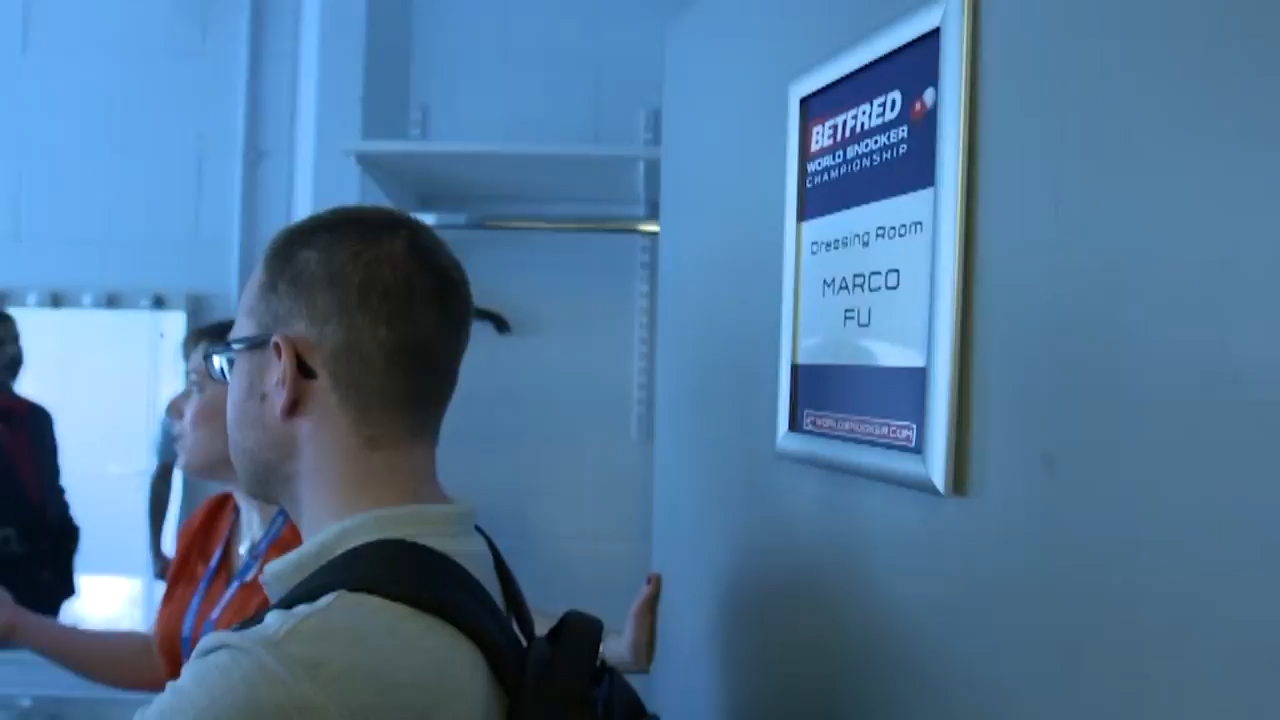 BETFRED
WORLD SNOOKER
CHAMPIONSHIP
Dressing Room
MARCO
FU
WORLDSNOOKER.COM